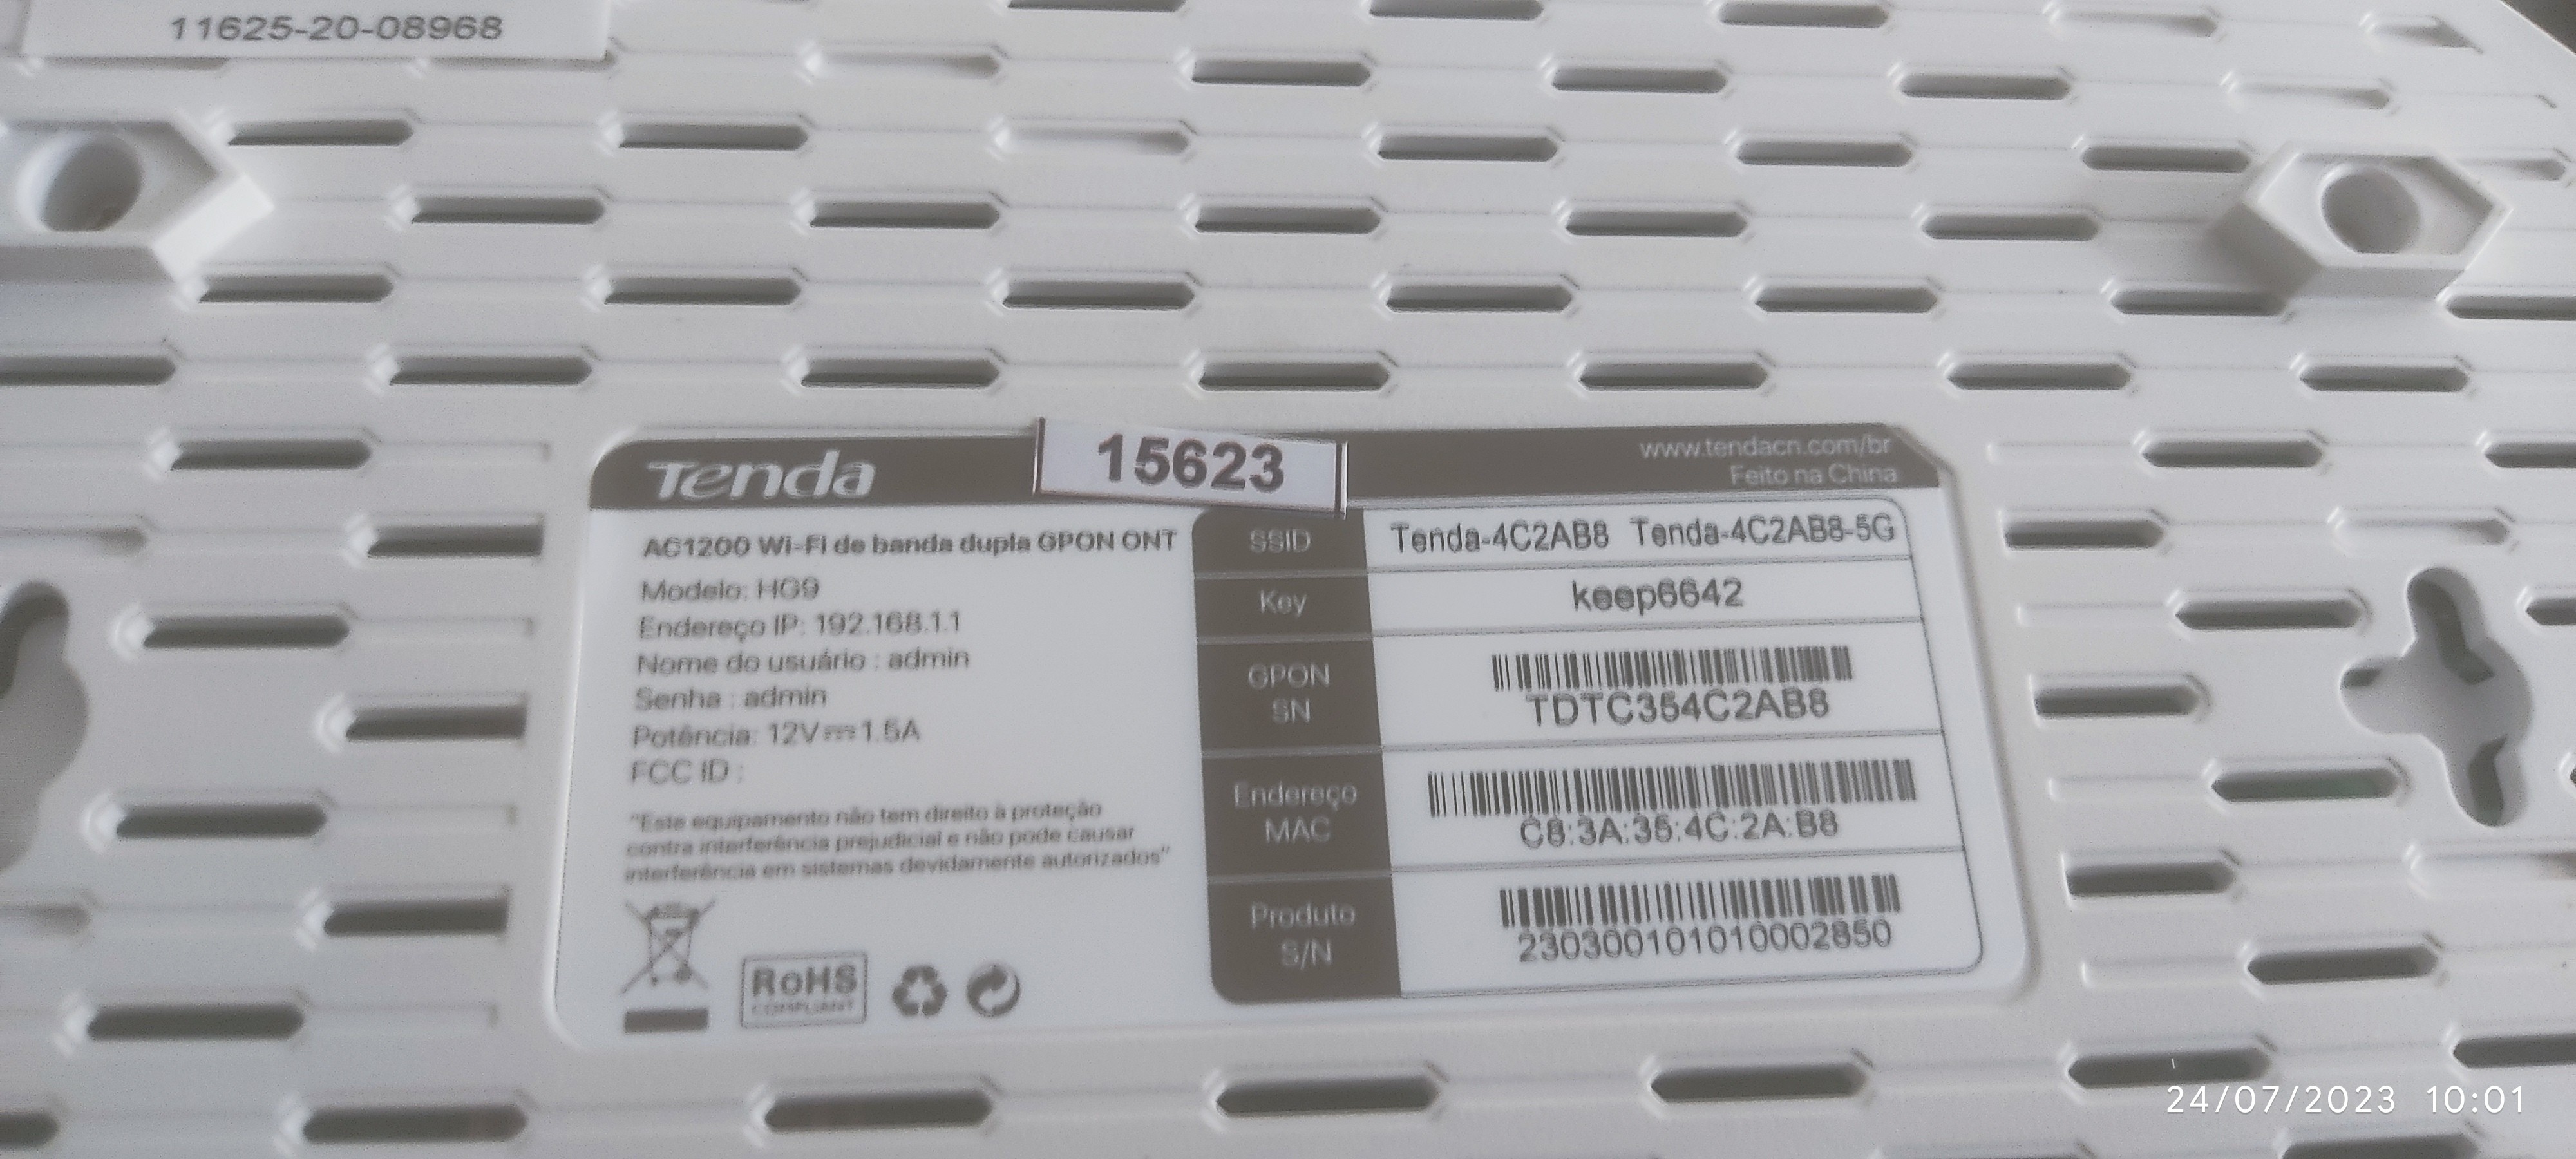 11625-20-08968
Tenda
15623
www.tendacn.com/br
Feito na China
AC1200 Wi-Fi de banda dupla GPON ONT
Modelo: HG9
Endereço IP: 192.168.1.1
Nome do usuário : admin
Senha : admin
Potência: 12V⎓1.5A
FCC ID :
"Este equipamento não tem direito à proteção
contra interferência prejudicial e não pode causar
interferência em sistemas devidamente autorizados"
RoHS
COMPLIANT
SSID
Tenda-4C2AB8 Tenda-4C2AB8-5G
Key
keep6642
GPON
SN
TDTC354C2AB8
Endereço
MAC
C8:3A:35:4C:2A:B8
Produto
S/N
230300101010002850
24/07/2023 10:01